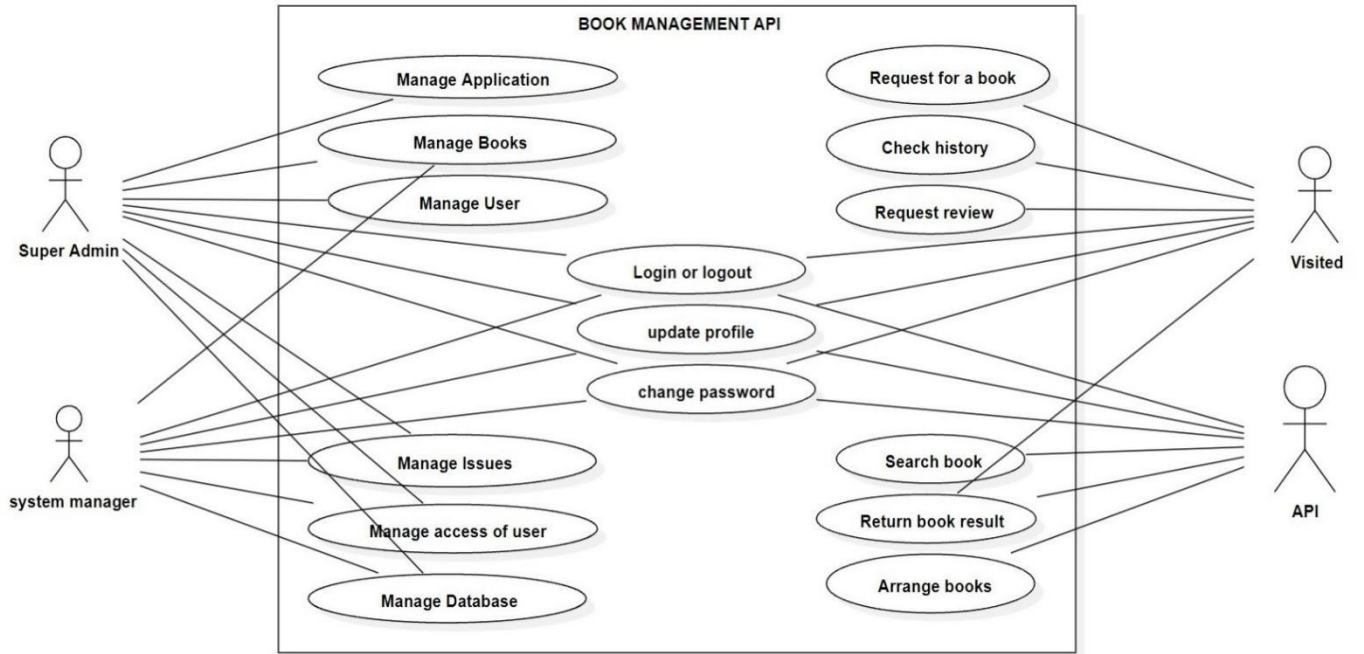 BOOK MANAGEMENT API
Manage Application
Manage Books
Manage User
Request for a book
Check history
Request review
Super Admin
Visited
Login or logout
update profile
change password
system manager
API
Manage Issues
Manage access of user
Manage Database
Search book
Return book result
Arrange books